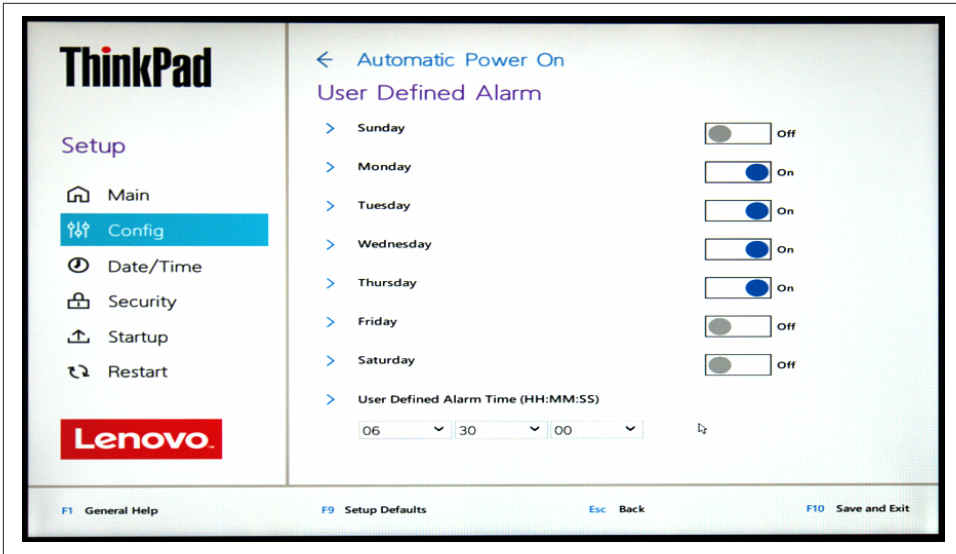 ThinkPad
Setup
Main
Config
Date/Time
Security
Startup
Restart
Lenovo.
Automatic Power On
User Defined Alarm
Sunday Off
Monday On
Tuesday On
Wednesday On
Thursday On
Friday Off
Saturday Off
User Defined Alarm Time (HH:MM:SS)
06 30 00
F1 General Help F9 Setup Defaults Esc Back F10 Save and Exit